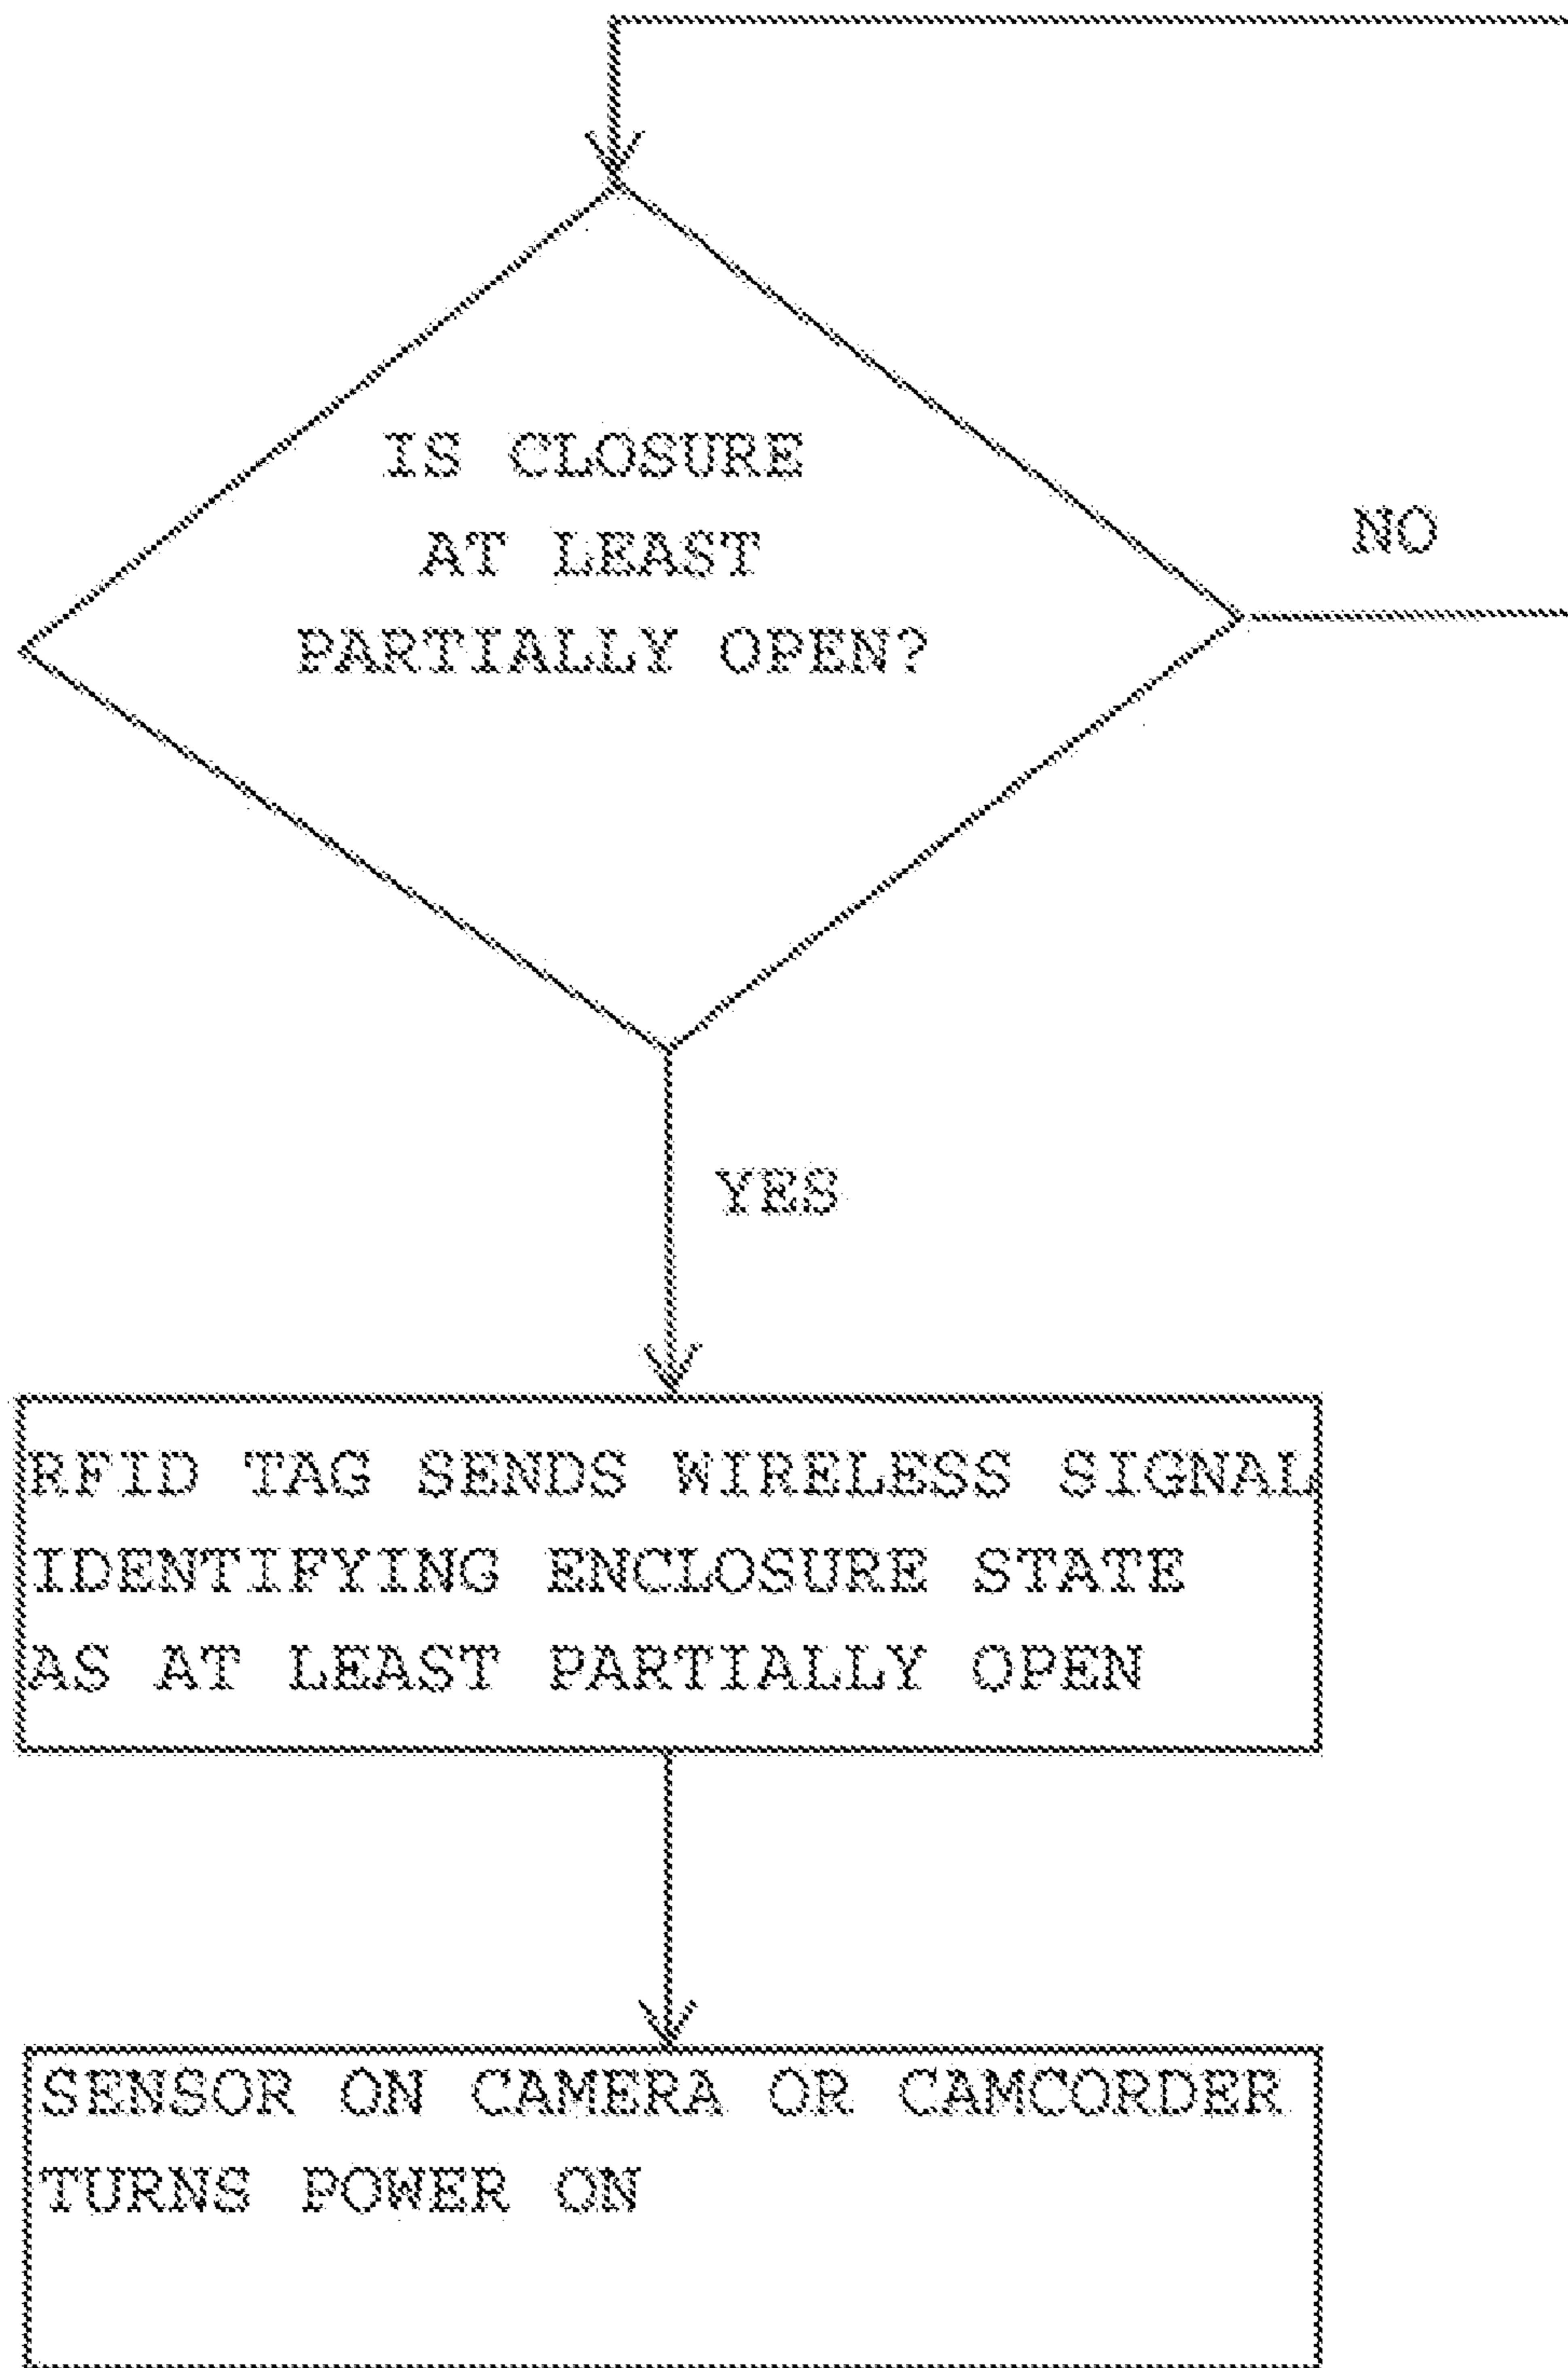 IS CLOSURE
AT LEAST
PARTIALLY OPEN?
NO
YES
RFID TAG SENDS WIRELESS SIGNAL
IDENTIFYING ENCLOSURE STATE
AS AT LEAST PARTIALLY OPEN
SENSOR ON CAMERA OR CAMCORDER
TURNS POWER ON